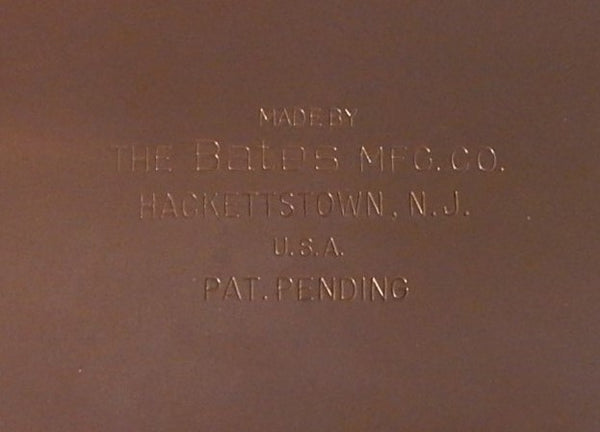 MADE BY
THE Bates MFG. CO.
HACKETTSTOWN, N.J.
U.S.A.
PAT. PENDING